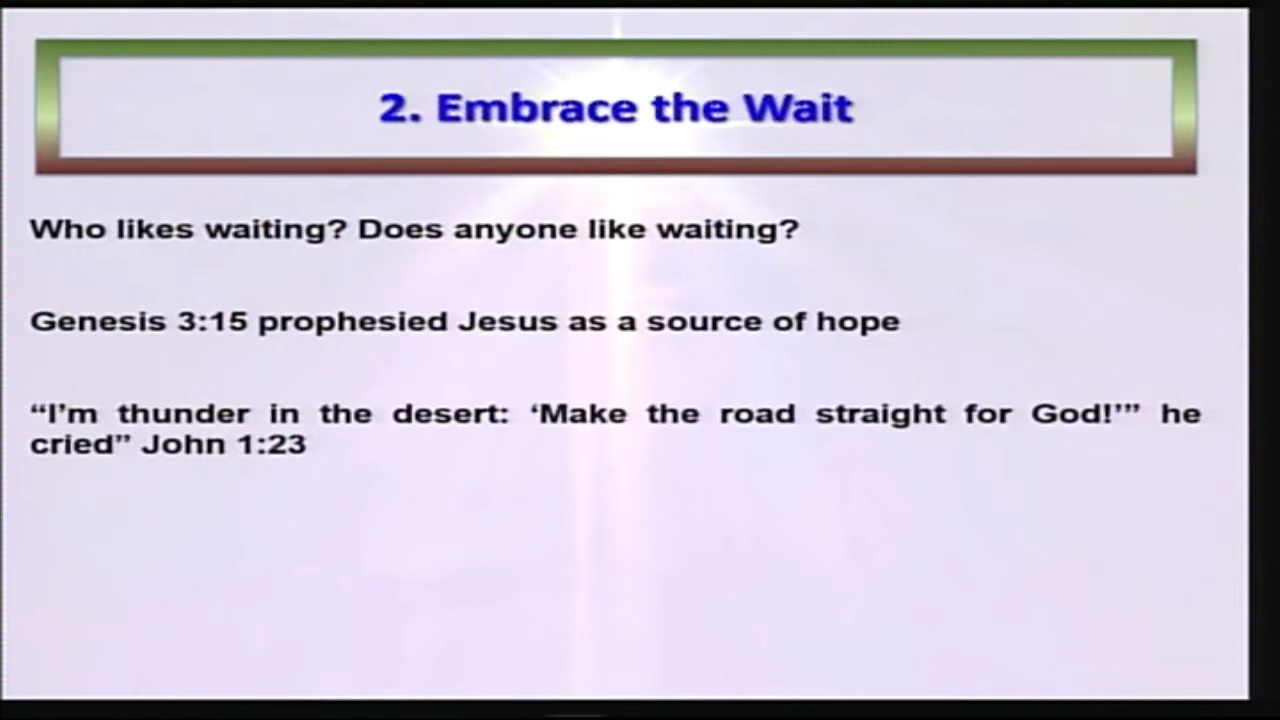 2. Embrace the Wait
Who likes waiting? Does anyone like waiting?
Genesis 3:15 prophesied Jesus as a source of hope
“I’m thunder in the desert: ‘Make the road straight for God!’” he
cried” John 1:23